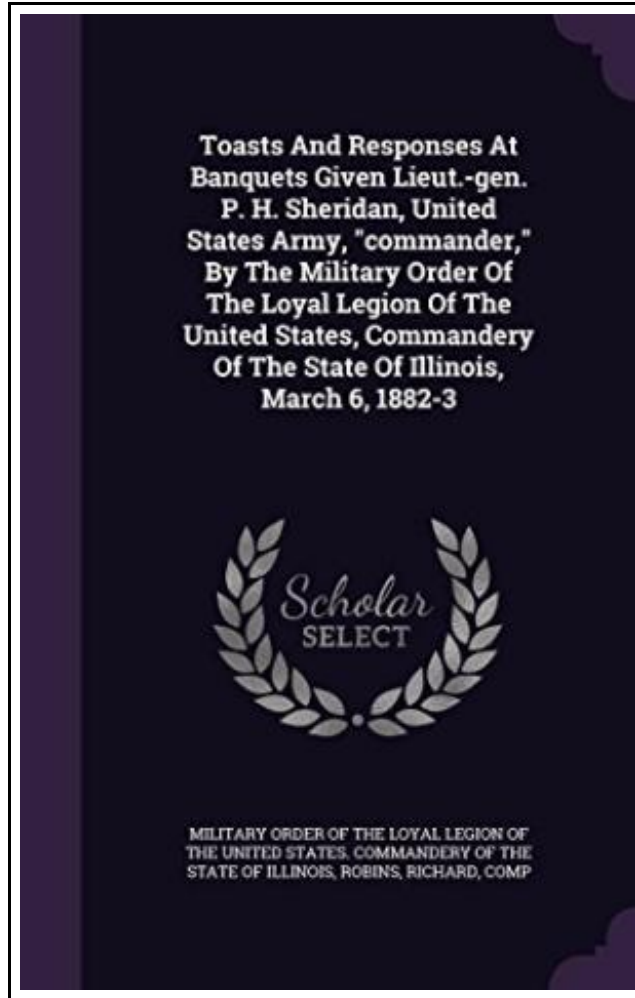 Toasts And Responses At
Banquets Given Lieut.-gen.
P. H. Sheridan, United
States Army, "commander,"
By The Military Order Of
The Loyal Legion Of The
United States, Commandery
Of The State Of Illinois,
March 6, 1882-3
Scholar
SELECT
MILITARY ORDER OF THE LOYAL LEGION OF
THE UNITED STATES. COMMANDERY OF THE
STATE OF ILLINOIS, ROBINS, RICHARD, COMP